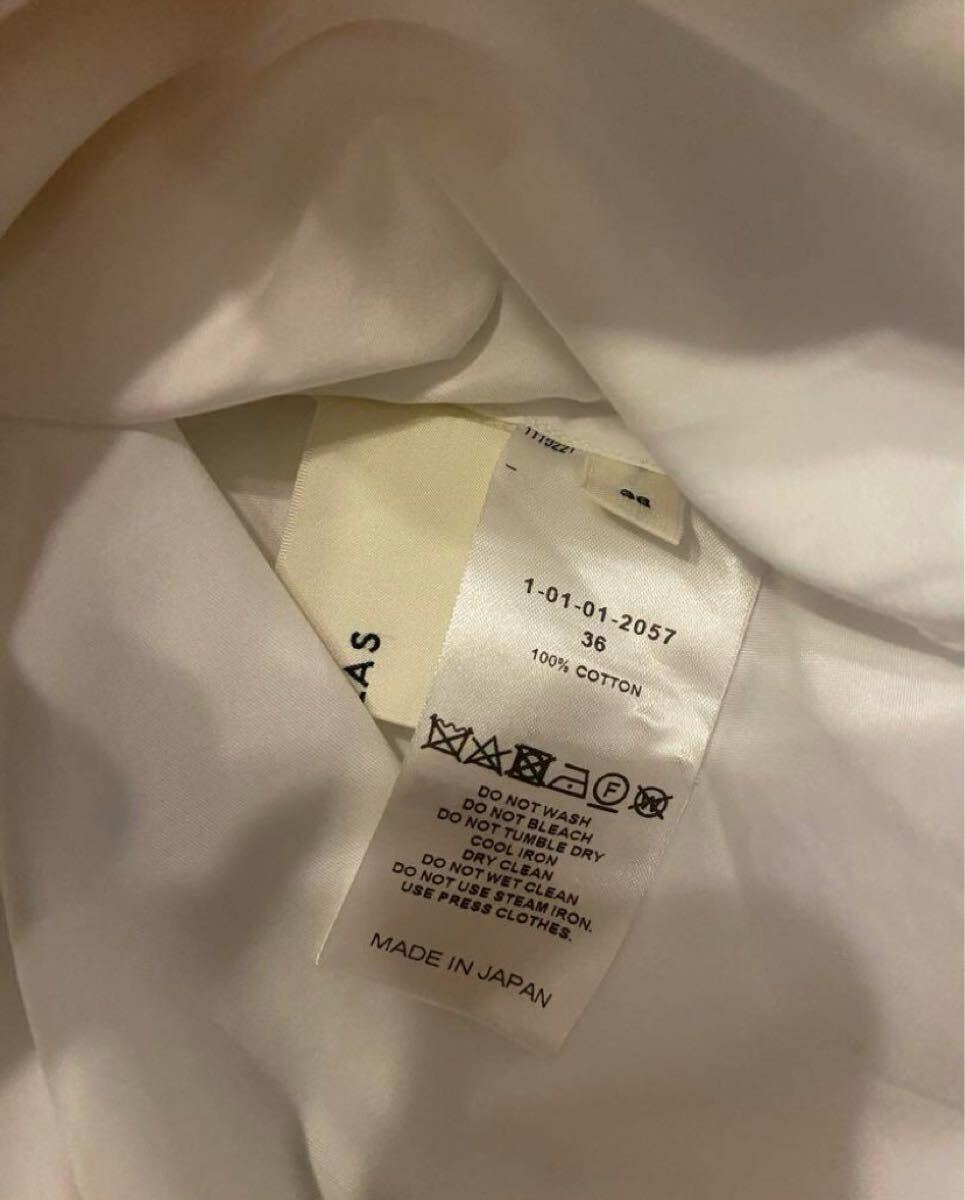 1-01-01-2057
36
100% COTTON
F
W
DO NOT WASH
DO NOT BLEACH
DO NOT TUMBLE DRY
COOL IRON
DRY CLEAN
DO NOT WET CLEAN
DO NOT USE STEAM IRON.
USE PRESS CLOTHES.
MADE IN JAPAN